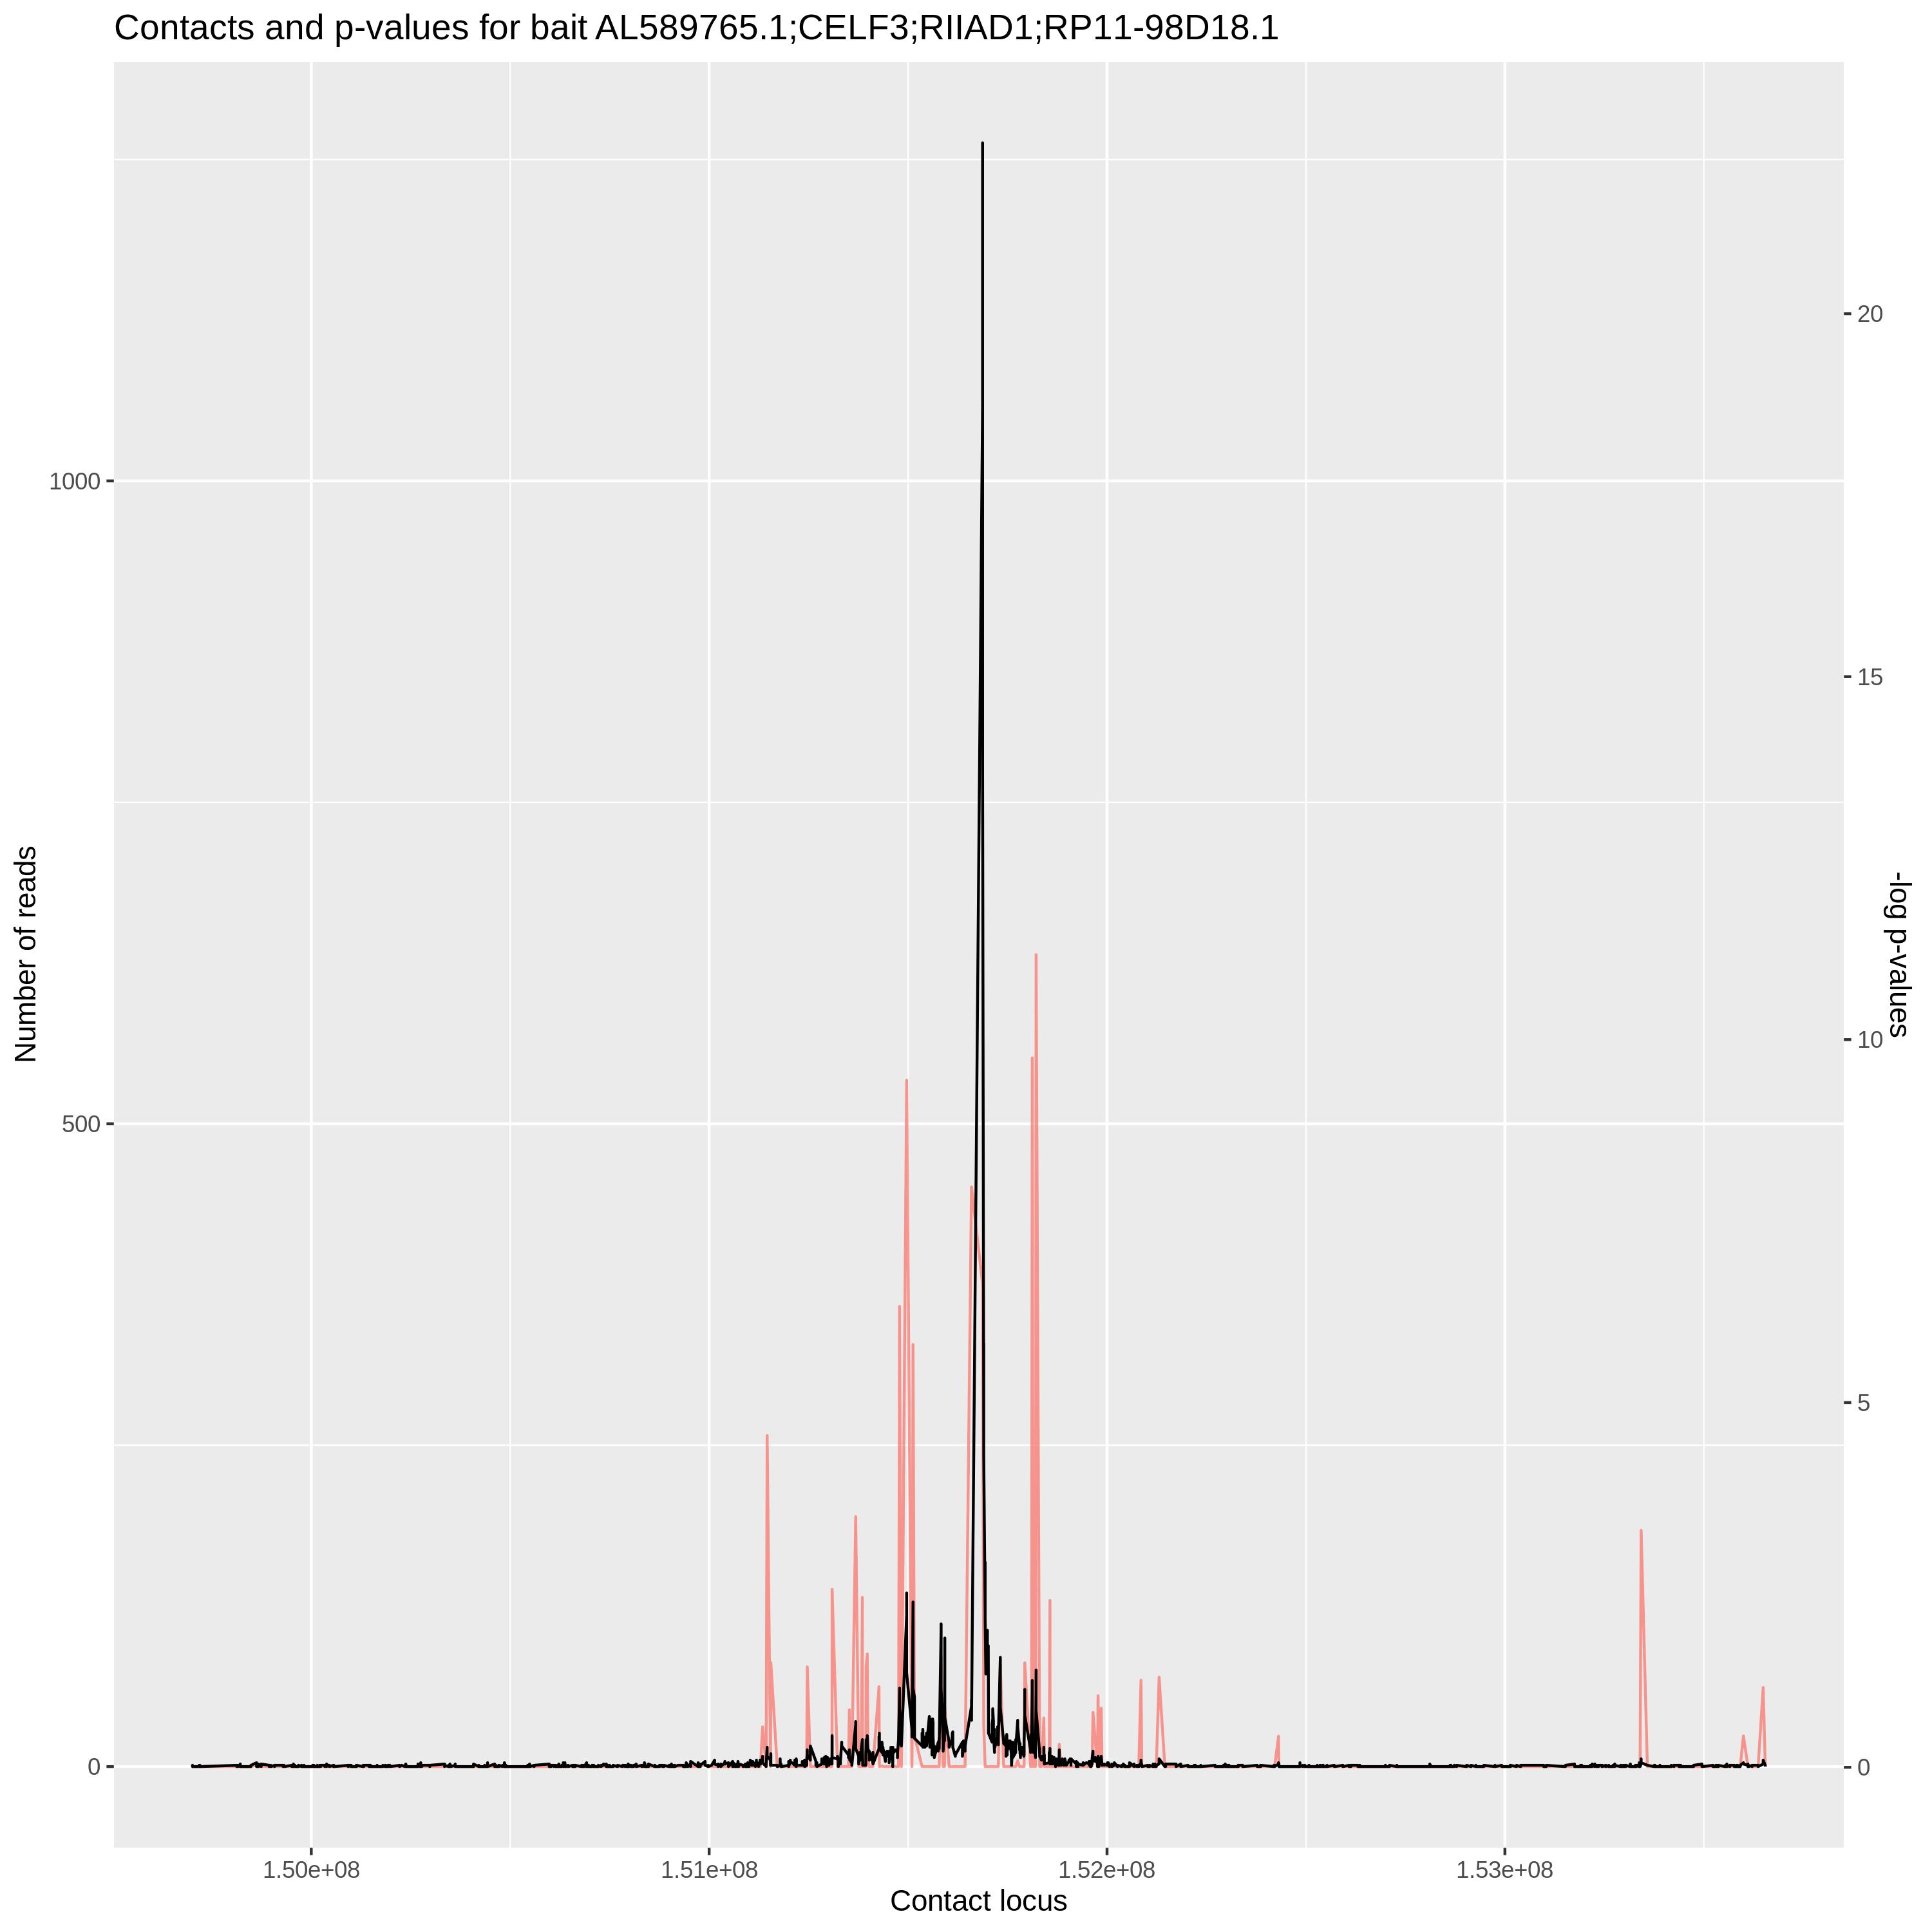 Contacts and p-values for bait AL589765.1;CELF3;RIIAD1;RP11-98D18.1
1000
500
0
Number of reads
20
15
10
5
0
-log p-values
1.50e+08
1.51e+08
1.52e+08
1.53e+08
Contact locus